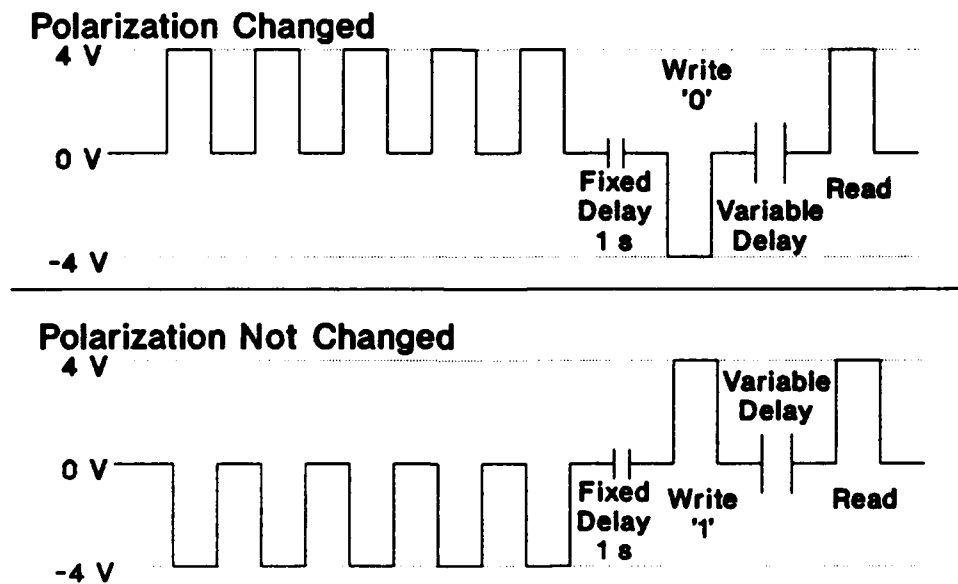 Polarization Changed
4 V
Write
'0'
0 V
Fixed
Delay
1 s
Variable
Delay
Read
-4 V
Polarization Not Changed
4 V
Variable
Delay
0 V
Fixed
Delay
1 s
Write
'1'
Read
-4 V